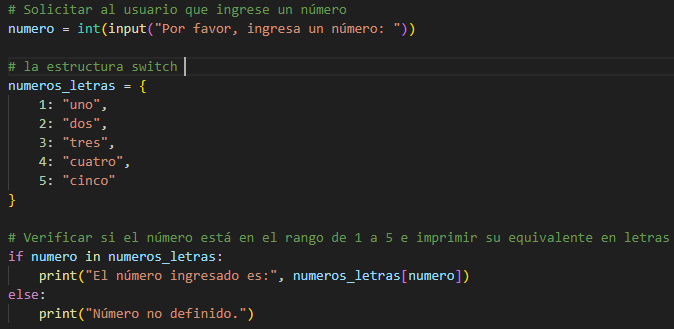 # Solicitar al usuario que ingrese un número
numero = int(input("Por favor, ingresa un número: "))
# la estructura switch
numeros_letras = {
    1: "uno",
    2: "dos",
    3: "tres",
    4: "cuatro",
    5: "cinco"
}
# Verificar si el número está en el rango de 1 a 5 e imprimir su equivalente en letras
if numero in numeros_letras:
    print("El número ingresado es:", numeros_letras[numero])
else:
    print("Número no definido.")